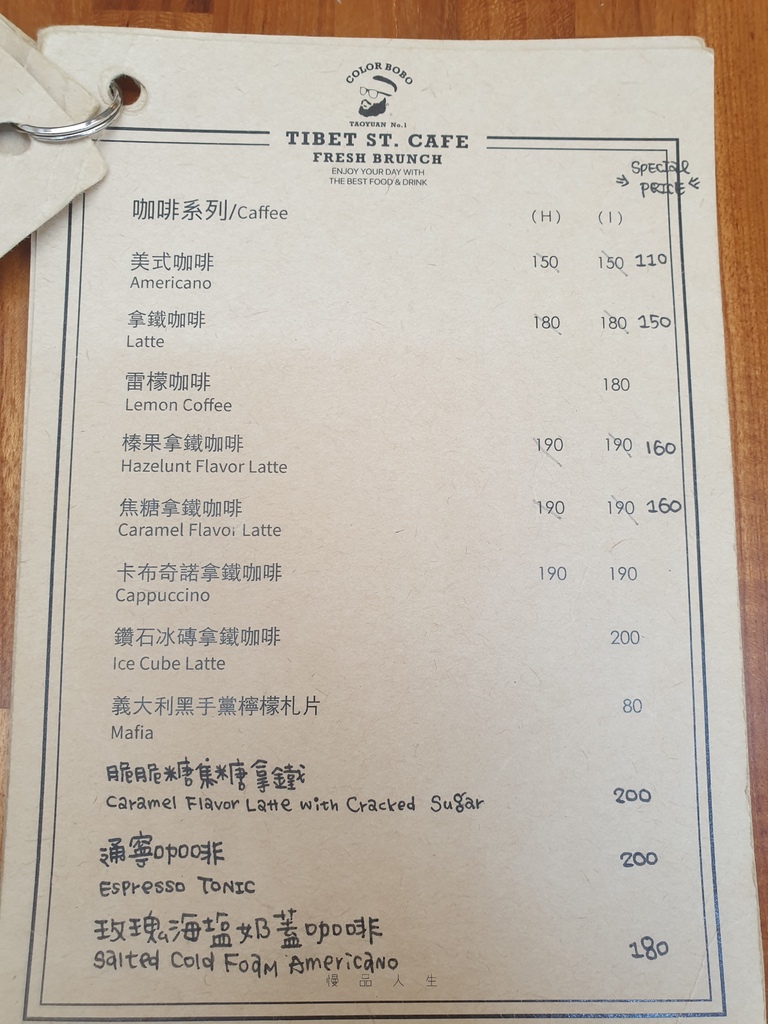 COLOR BOBO
TAOYUAN No.1
TIBET ST. CAFE
FRESH BRUNCH
ENJOY YOUR DAY WITH
THE BEST FOOD & DRINK
SPECIAL
PRICE
咖啡系列/Caffee (H) (I)
美式咖啡 150 150 110
Americano
拿鐵咖啡 180 180 150
Latte
雷檬咖啡 180
Lemon Coffee
榛果拿鐵咖啡 190 190 160
Hazelunt Flavor Latte
焦糖拿鐵咖啡 190 190 160
Caramel Flavor Latte
卡布奇諾拿鐵咖啡 190 190
Cappuccino
鑽石冰磚拿鐵咖啡 200
Ice Cube Latte
義大利黑手黨檸檬札片 80
Mafia
脆脆糖焦糖拿鐵
Caramel Flavor Latte with Cracked Sugar 200
通寧咖啡 200
Espresso Tonic
玫瑰海塩奶蓋咖啡
Salted Cold Foam Americano 180
慢品人生